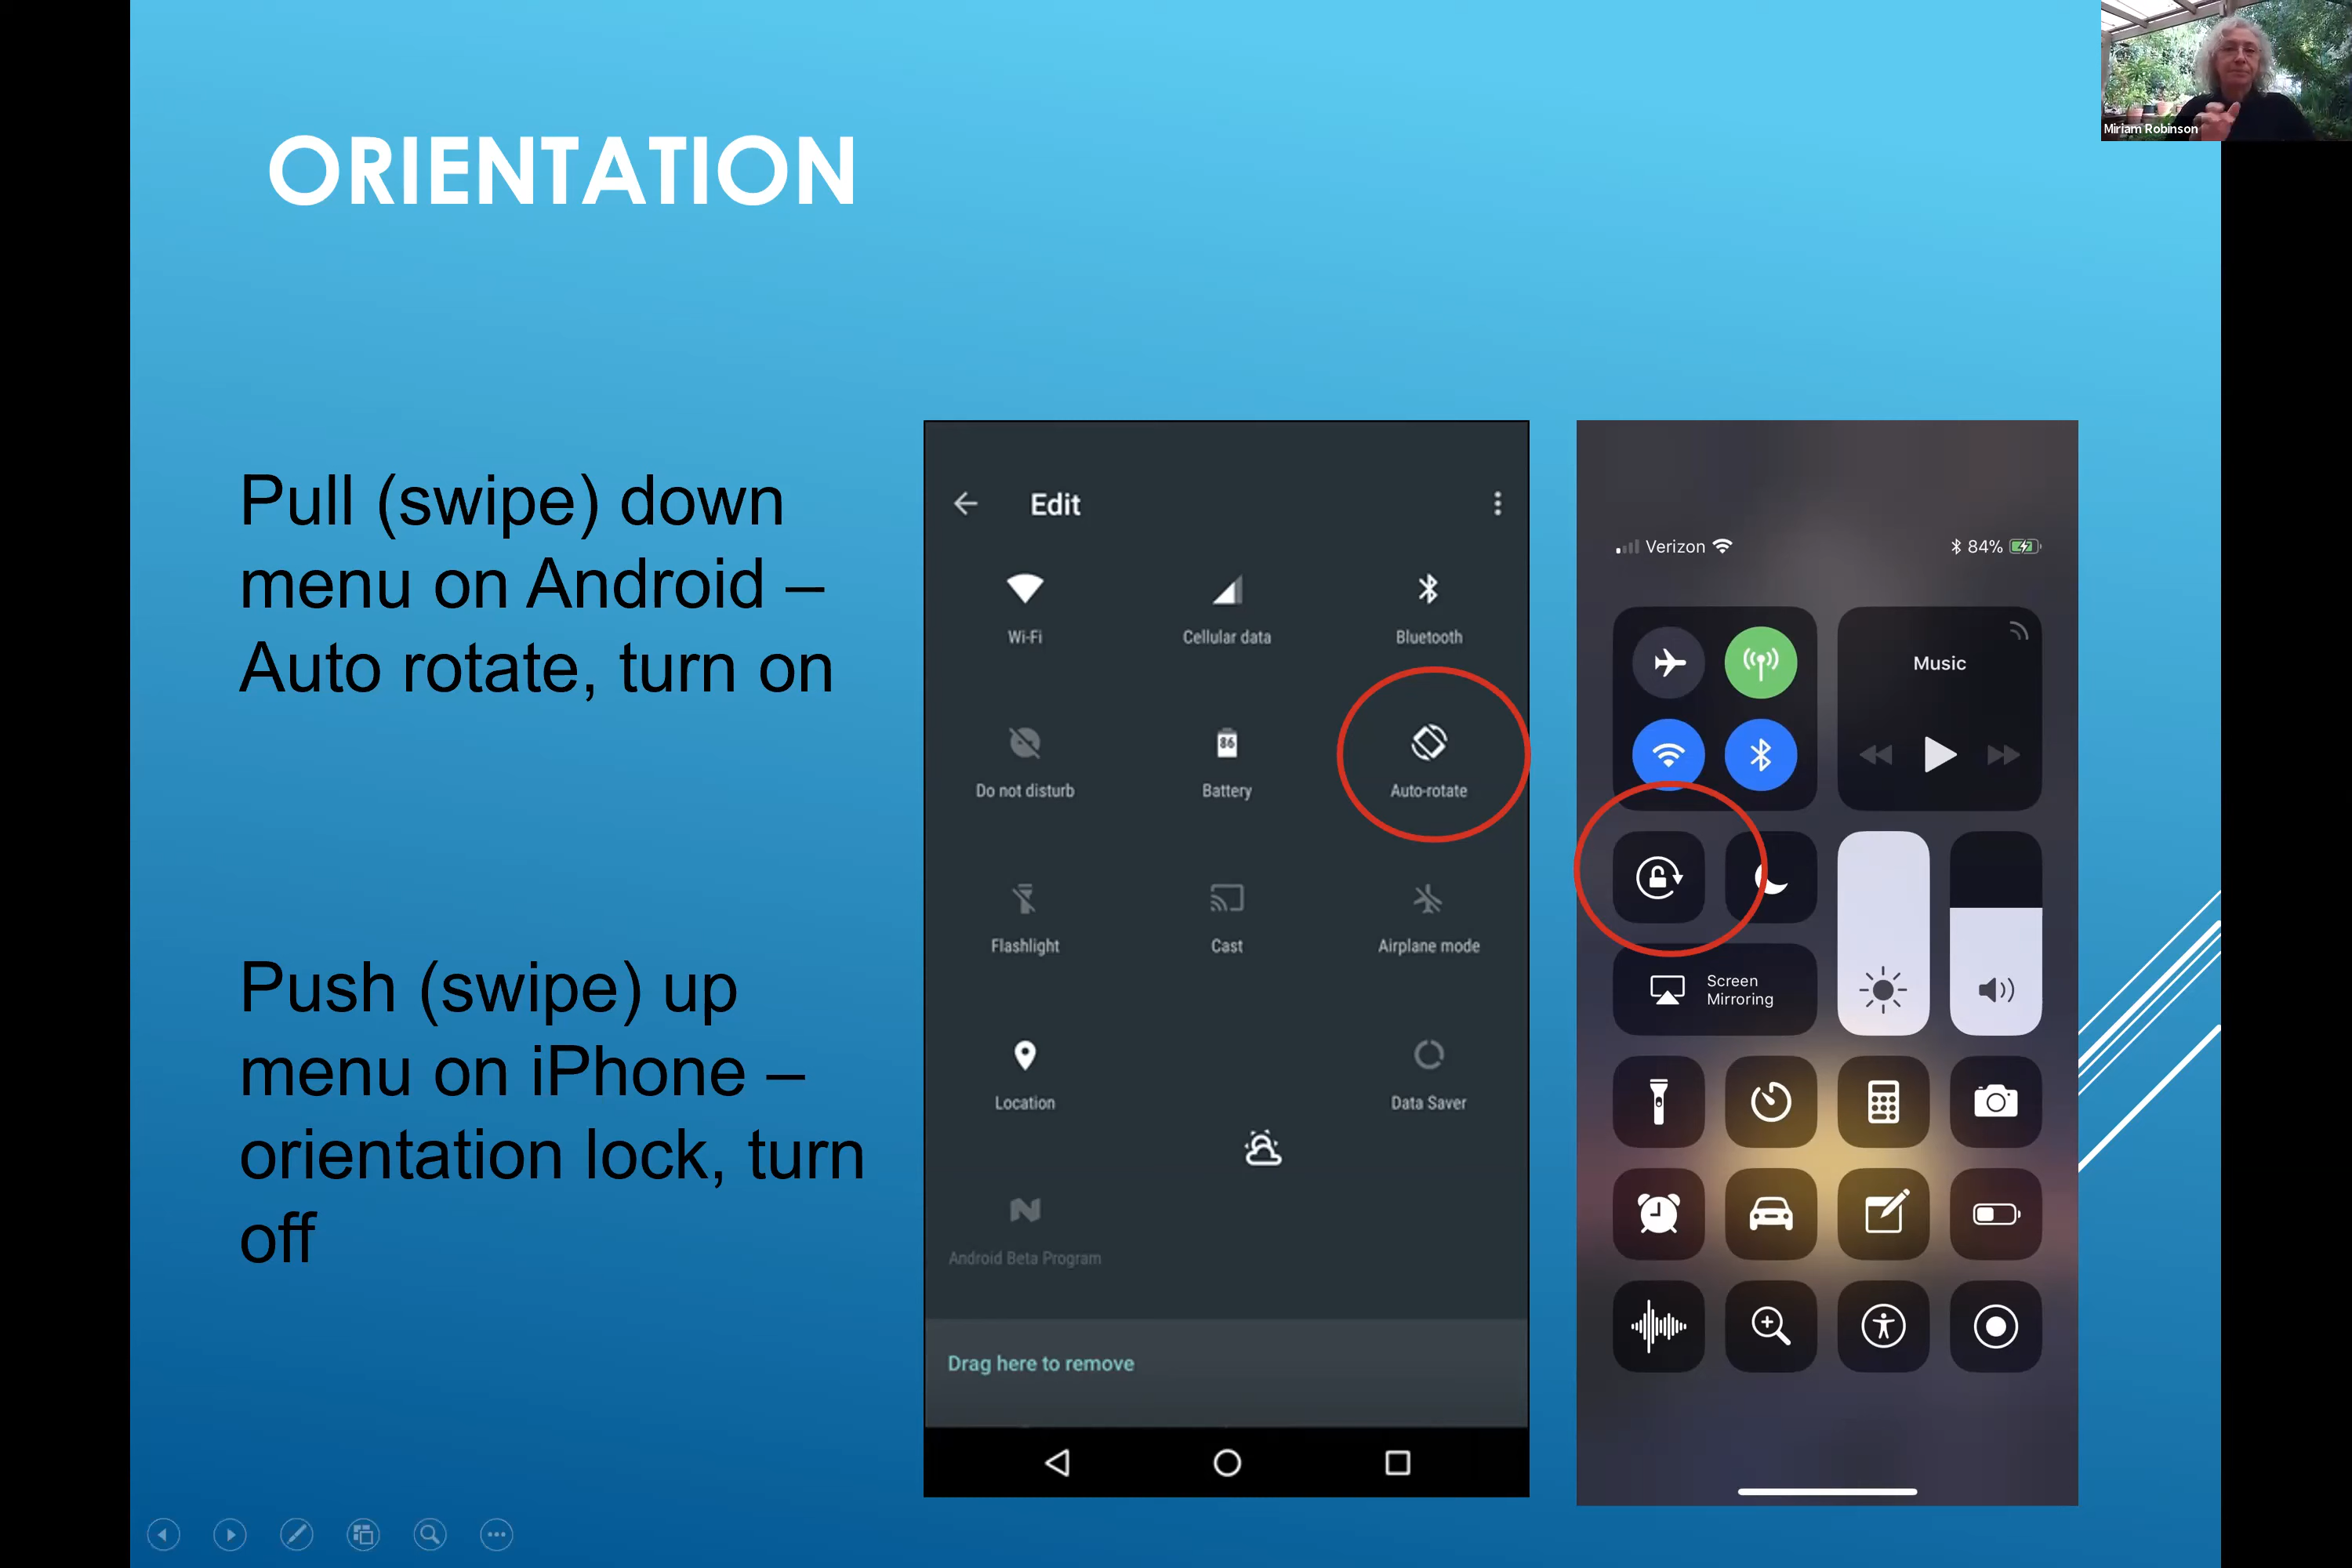 ORIENTATION
Miriam Robinson
Pull (swipe) down
menu on Android –
Auto rotate, turn on
Push (swipe) up
menu on iPhone –
orientation lock, turn
off
Edit
Wi-Fi
Cellular data
Bluetooth
86
Do not disturb
Battery
Auto-rotate
Flashlight
Cast
Airplane mode
Location
Data Saver
Android Beta Program
Drag here to remove
Verizon
84%
Music
Screen
Mirroring